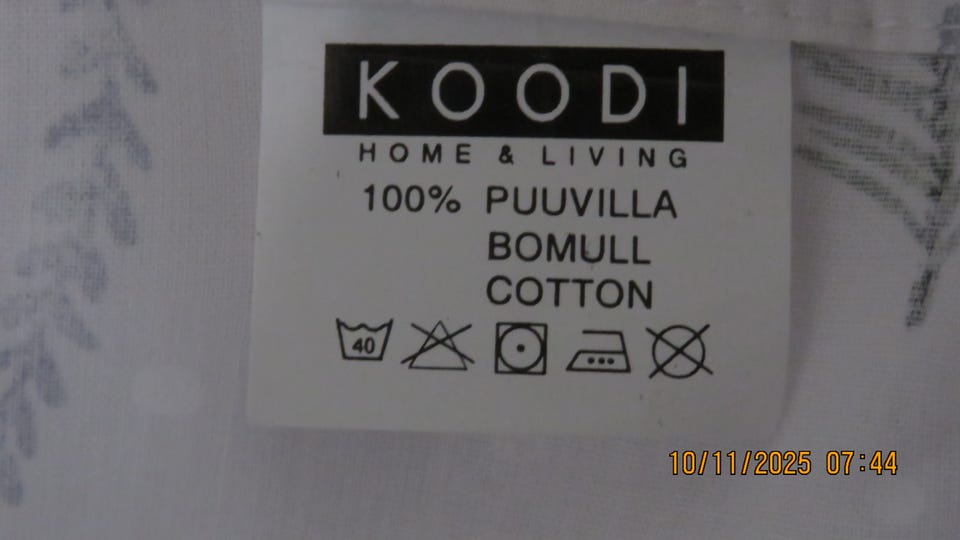 KOODI
HOME & LIVING
100% PUUVILLA
BOMULL
COTTON
40
10/11/2025 07:44